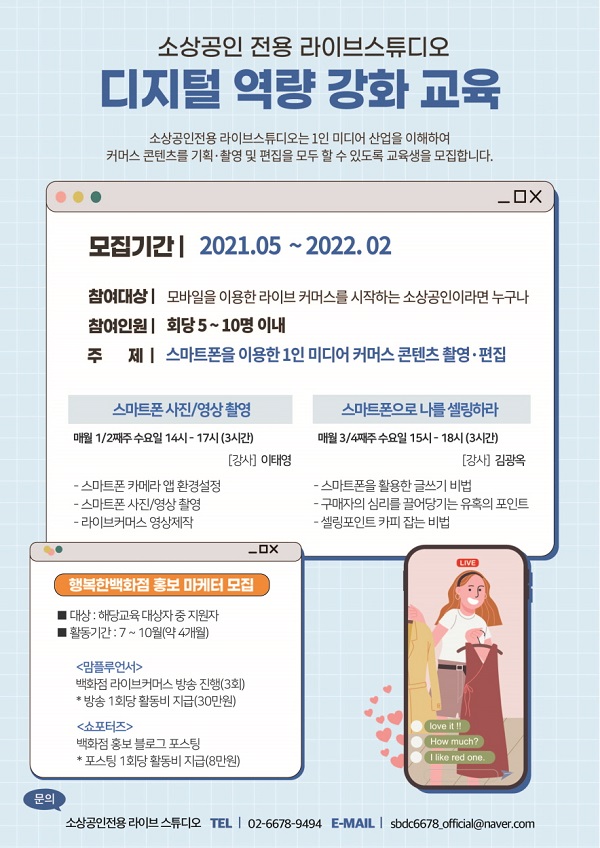 소상공인 전용 라이브스튜디오
디지털 역량 강화 교육
소상공인전용 라이브스튜디오는 1인 미디어 산업을 이해하여
커머스 콘텐츠를 기획·촬영 및 편집을 모두 할 수 있도록 교육생을 모집합니다.
모집기간 | 2021.05 ~ 2022. 02
참여대상 | 모바일을 이용한 라이브 커머스를 시작하는 소상공인이라면 누구나
참여인원 | 회당 5 ~ 10명 이내
주 제 | 스마트폰을 이용한 1인 미디어 커머스 콘텐츠 촬영·편집
스마트폰 사진/영상 촬영
매월 1/2째주 수요일 14시 - 17시 (3시간)
[강사] 이태영
- 스마트폰 카메라 앱 환경설정
- 스마트폰 사진/영상 촬영
- 라이브커머스 영상제작
스마트폰으로 나를 셀링하라
매월 3/4째주 수요일 15시 - 18시 (3시간)
[강사] 김광옥
- 스마트폰을 활용한 글쓰기 비법
- 구매자의 심리를 끌어당기는 유혹의 포인트
- 셀링포인트 카피 잡는 비법
행복한백화점 홍보 마케터 모집
■ 대상 : 해당교육 대상자 중 지원자
■ 활동기간 : 7 ~ 10월(약 4개월)
<맘플루언서>
백화점 라이브커머스 방송 진행(3회)
* 방송 1회당 활동비 지급(30만원)
<쇼포터즈>
백화점 홍보 블로그 포스팅
* 포스팅 1회당 활동비 지급(8만원)
LIVE
love it !!
How much?
I like red one.
문의
소상공인전용 라이브 스튜디오 TEL | 02-6678-9494 E-MAIL | sbdc6678_official@naver.com